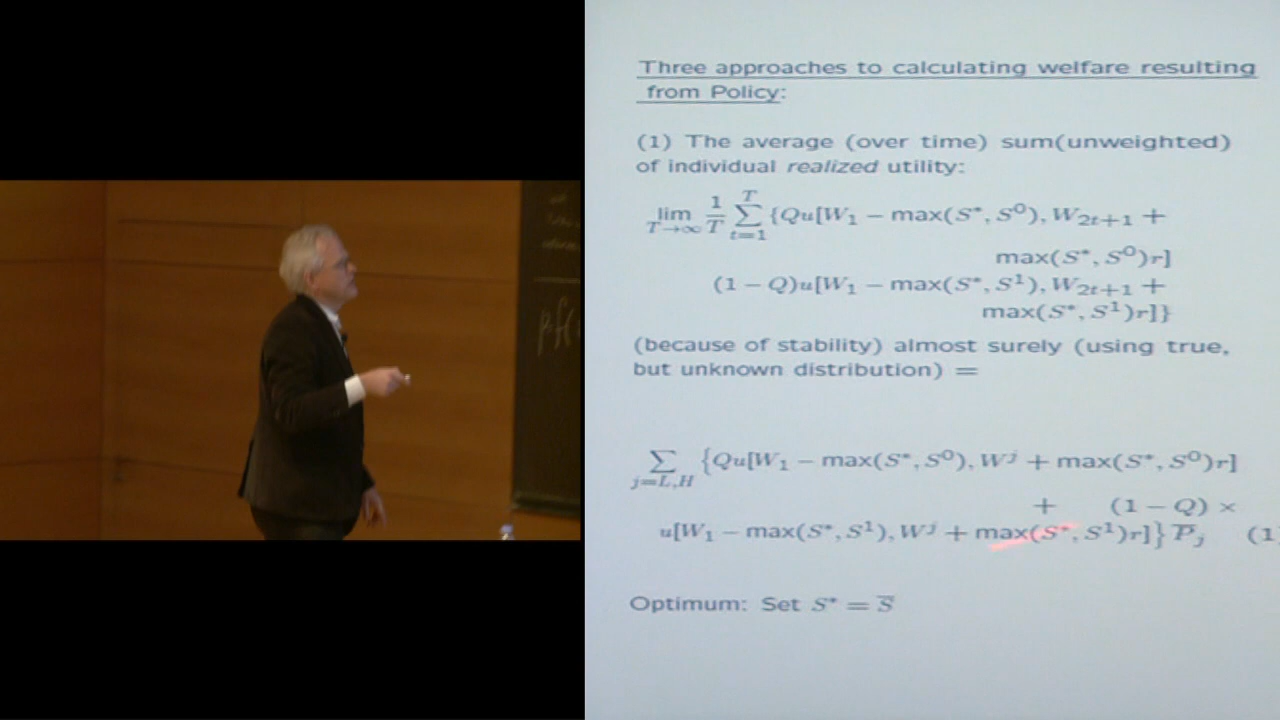 Three approaches to calculating welfare resulting
from Policy:
(1) The average (over time) sum(unweighted)
of individual realized utility:
lim T→∞ 1/T ∑ t=1 T {Qu[W₁ − max(S*, S⁰), W₂ₜ₊₁ +
max(S*, S⁰)r]
(1−Q)u[W₁ − max(S*, S¹), W₂ₜ₊₁ +
max(S*, S¹)r]}
(because of stability) almost surely (using true,
but unknown distribution) =
∑ j=L,H {Qu[W₁ − max(S*, S⁰), Wʲ + max(S*, S⁰)r]
+ (1 − Q) ×
u[W₁ − max(S*, S¹), Wʲ + max(S*, S¹)r]} P̅ⱼ (1
Optimum: Set S* = S̅